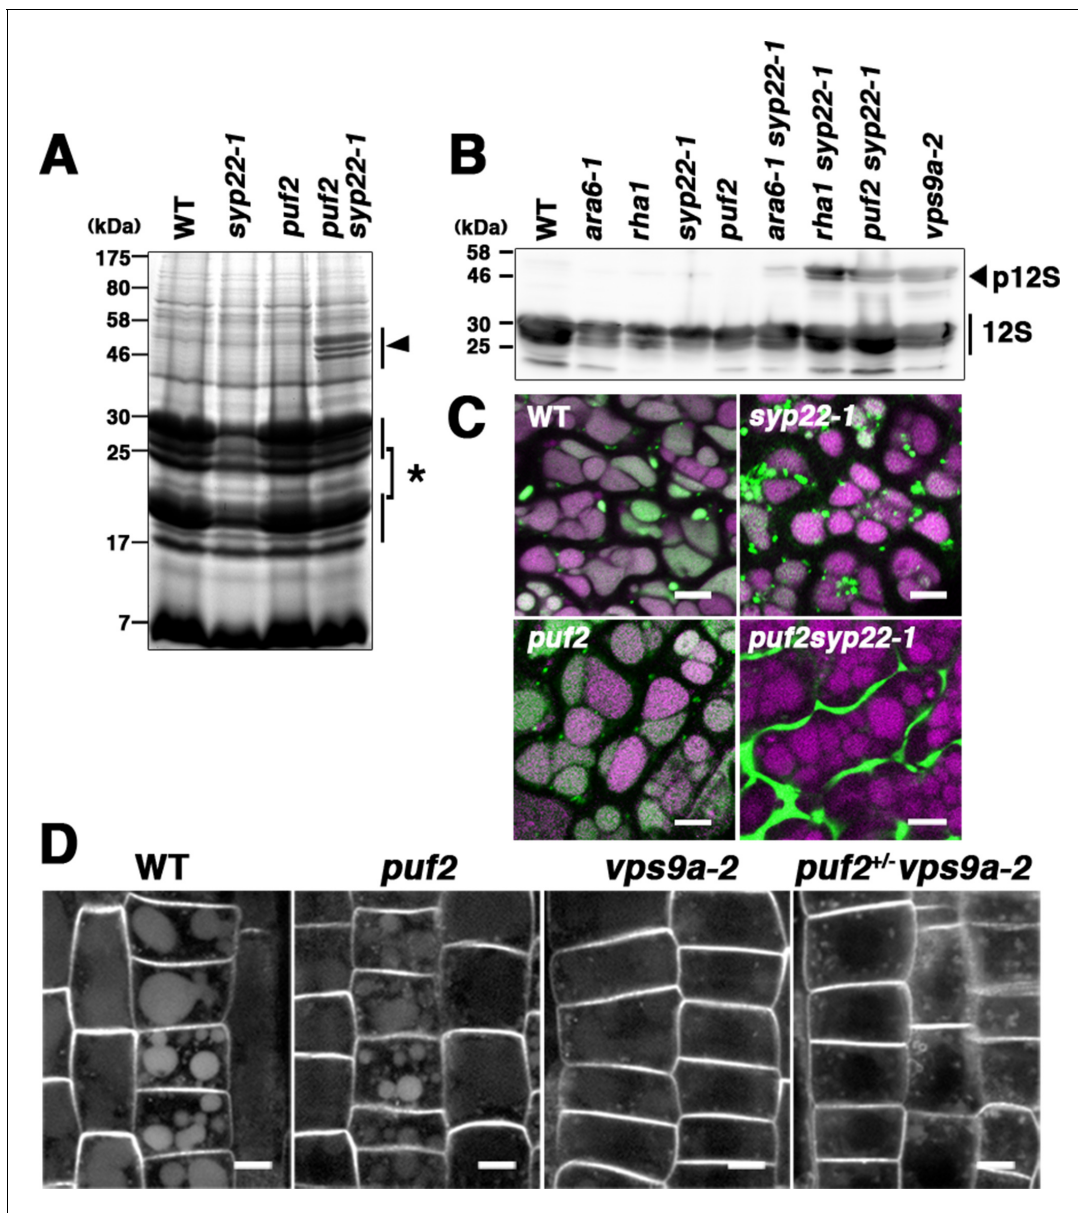 A
(kDa)
WT
syp22-1
puf2
puf2
syp22-1
175
80
58
46
30
25
17
7
*
B
(kDa)
WT
ara6-1
rha1
syp22-1
puf2
ara6-1 syp22-1
rha1 syp22-1
puf2 syp22-1
vps9a-2
58
46
30
25
p12S
12S
C
WT
syp22-1
puf2
puf2syp22-1
D
WT
puf2
vps9a-2
puf2+/- vps9a-2